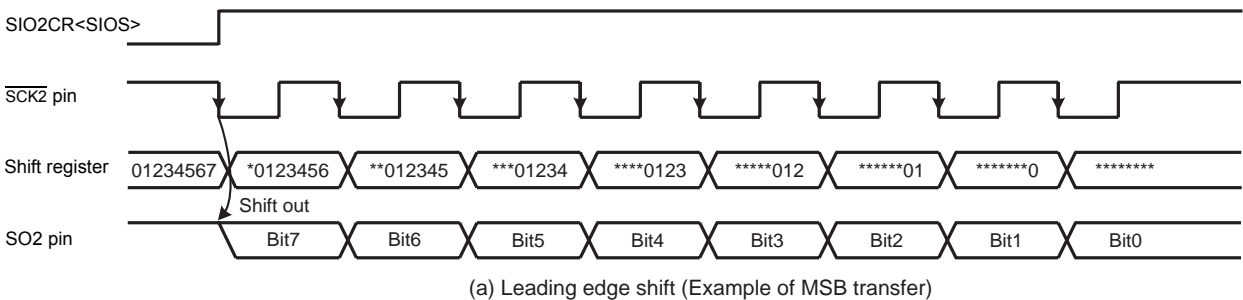 SIO2CR<SIOS>
SCK2 pin
Shift register 01234567 *0123456 **012345 ***01234 ****0123 *****012 ******01 *******0 ********
Shift out
SO2 pin Bit7 Bit6 Bit5 Bit4 Bit3 Bit2 Bit1 Bit0
(a) Leading edge shift (Example of MSB transfer)